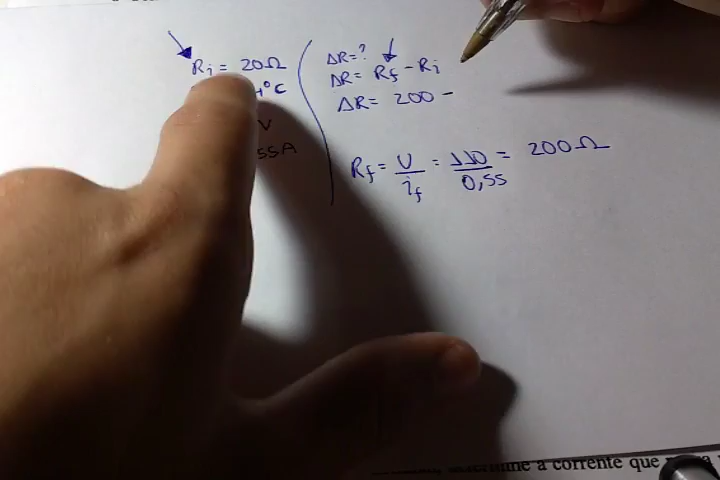 Ri = 20Ω
°C
V
55A
ΔR = ?
ΔR = Rf - Ri
ΔR = 200 -
Rf = V/if = 110/0,55 = 200Ω
a corrente que